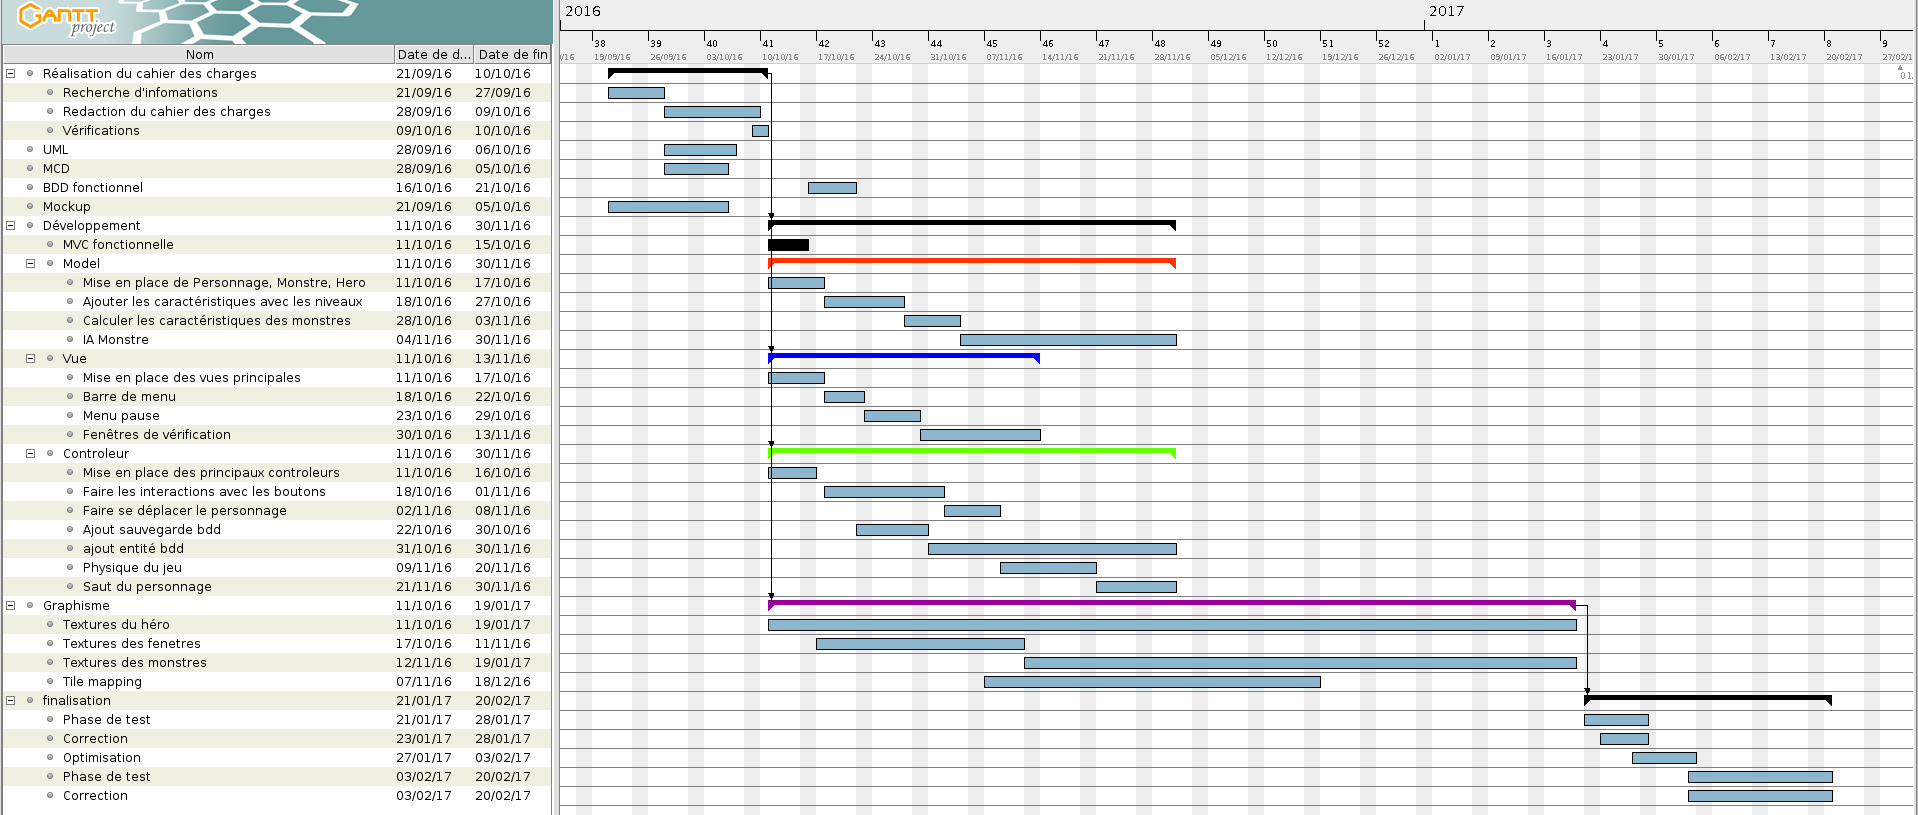 GANTT project
2016 2017
38 39 40 41 42 43 44 45 46 47 48 49 50 51 52 1 2 3 4 5 6 7 8 9
Nom Date de d... Date de fin
/16 19/09/16 26/09/16 03/10/16 10/10/16 17/10/16 24/10/16 31/10/16 07/11/16 14/11/16 21/11/16 28/11/16 05/12/16 12/12/16 19/12/16 26/12/16 02/01/17 09/01/17 16/01/17 23/01/17 30/01/17 06/02/17 13/02/17 20/02/17 27/02/1
Réalisation du cahier des charges 21/09/16 10/10/16
01.
Recherche d'infomations 21/09/16 27/09/16
Redaction du cahier des charges 28/09/16 09/10/16
Vérifications 09/10/16 10/10/16
UML 28/09/16 06/10/16
MCD 28/09/16 05/10/16
BDD fonctionnel 16/10/16 21/10/16
Mockup 21/09/16 05/10/16
Développement 11/10/16 30/11/16
MVC fonctionnelle 11/10/16 15/10/16
Model 11/10/16 30/11/16
Mise en place de Personnage, Monstre, Hero 11/10/16 17/10/16
Ajouter les caractéristiques avec les niveaux 18/10/16 27/10/16
Calculer les caractéristiques des monstres 28/10/16 03/11/16
IA Monstre 04/11/16 30/11/16
Vue 11/10/16 13/11/16
Mise en place des vues principales 11/10/16 17/10/16
Barre de menu 18/10/16 22/10/16
Menu pause 23/10/16 29/10/16
Fenêtres de vérification 30/10/16 13/11/16
Controleur 11/10/16 30/11/16
Mise en place des principaux controleurs 11/10/16 16/10/16
Faire les interactions avec les boutons 18/10/16 01/11/16
Faire se déplacer le personnage 02/11/16 08/11/16
Ajout sauvegarde bdd 22/10/16 30/10/16
ajout entité bdd 31/10/16 30/11/16
Physique du jeu 09/11/16 20/11/16
Saut du personnage 21/11/16 30/11/16
Graphisme 11/10/16 19/01/17
Textures du héro 11/10/16 19/01/17
Textures des fenetres 17/10/16 11/11/16
Textures des monstres 12/11/16 19/01/17
Tile mapping 07/11/16 18/12/16
finalisation 21/01/17 20/02/17
Phase de test 21/01/17 28/01/17
Correction 23/01/17 28/01/17
Optimisation 27/01/17 03/02/17
Phase de test 03/02/17 20/02/17
Correction 03/02/17 20/02/17